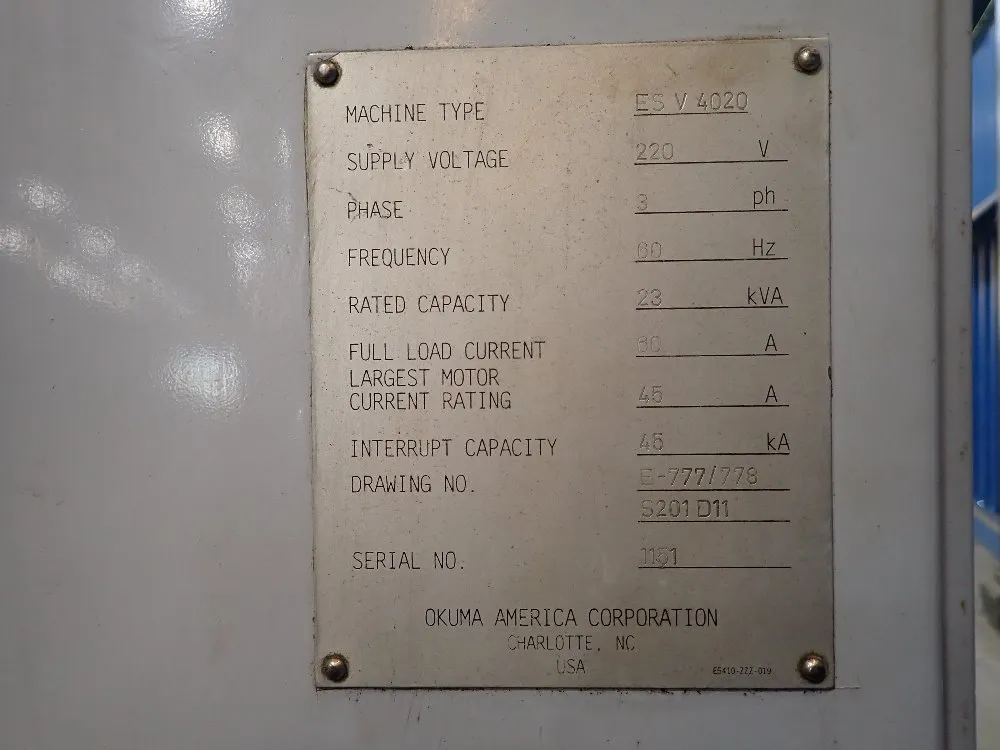 MACHINE TYPE ES V 4020
SUPPLY VOLTAGE 220 V
PHASE 3 ph
FREQUENCY 60 Hz
RATED CAPACITY 23 kVA
FULL LOAD CURRENT A
LARGEST MOTOR
CURRENT RATING 45 A
INTERRUPT CAPACITY kA
DRAWING NO. E-777/778
S201 D11
SERIAL NO. 1151
OKUMA AMERICA CORPORATION
CHARLOTTE, NC
USA